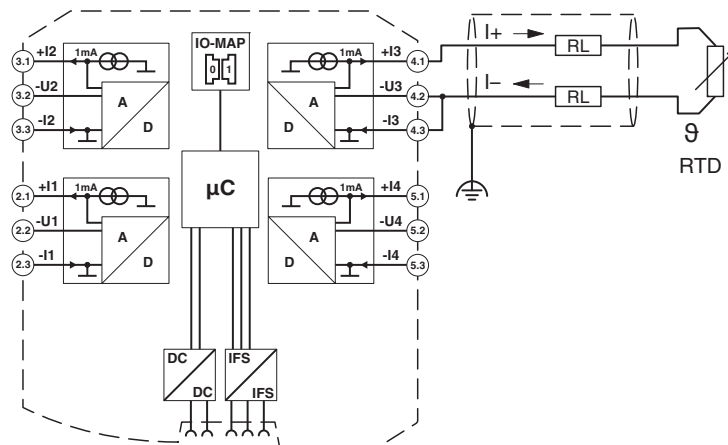 3.1 +I2 1mA
3.2 -U2 A
3.3 -I2 D
IO-MAP
0 1
1mA +I3 4.1
A -U3 4.2
D -I3 4.3
I+ RL
I– RL
ϑ
RTD
2.1 +I1 1mA
2.2 -U1 A
2.3 -I1 D
µC
1mA +I4 5.1
A -U4 5.2
D -I4 5.3
DC
DC
IFS
IFS